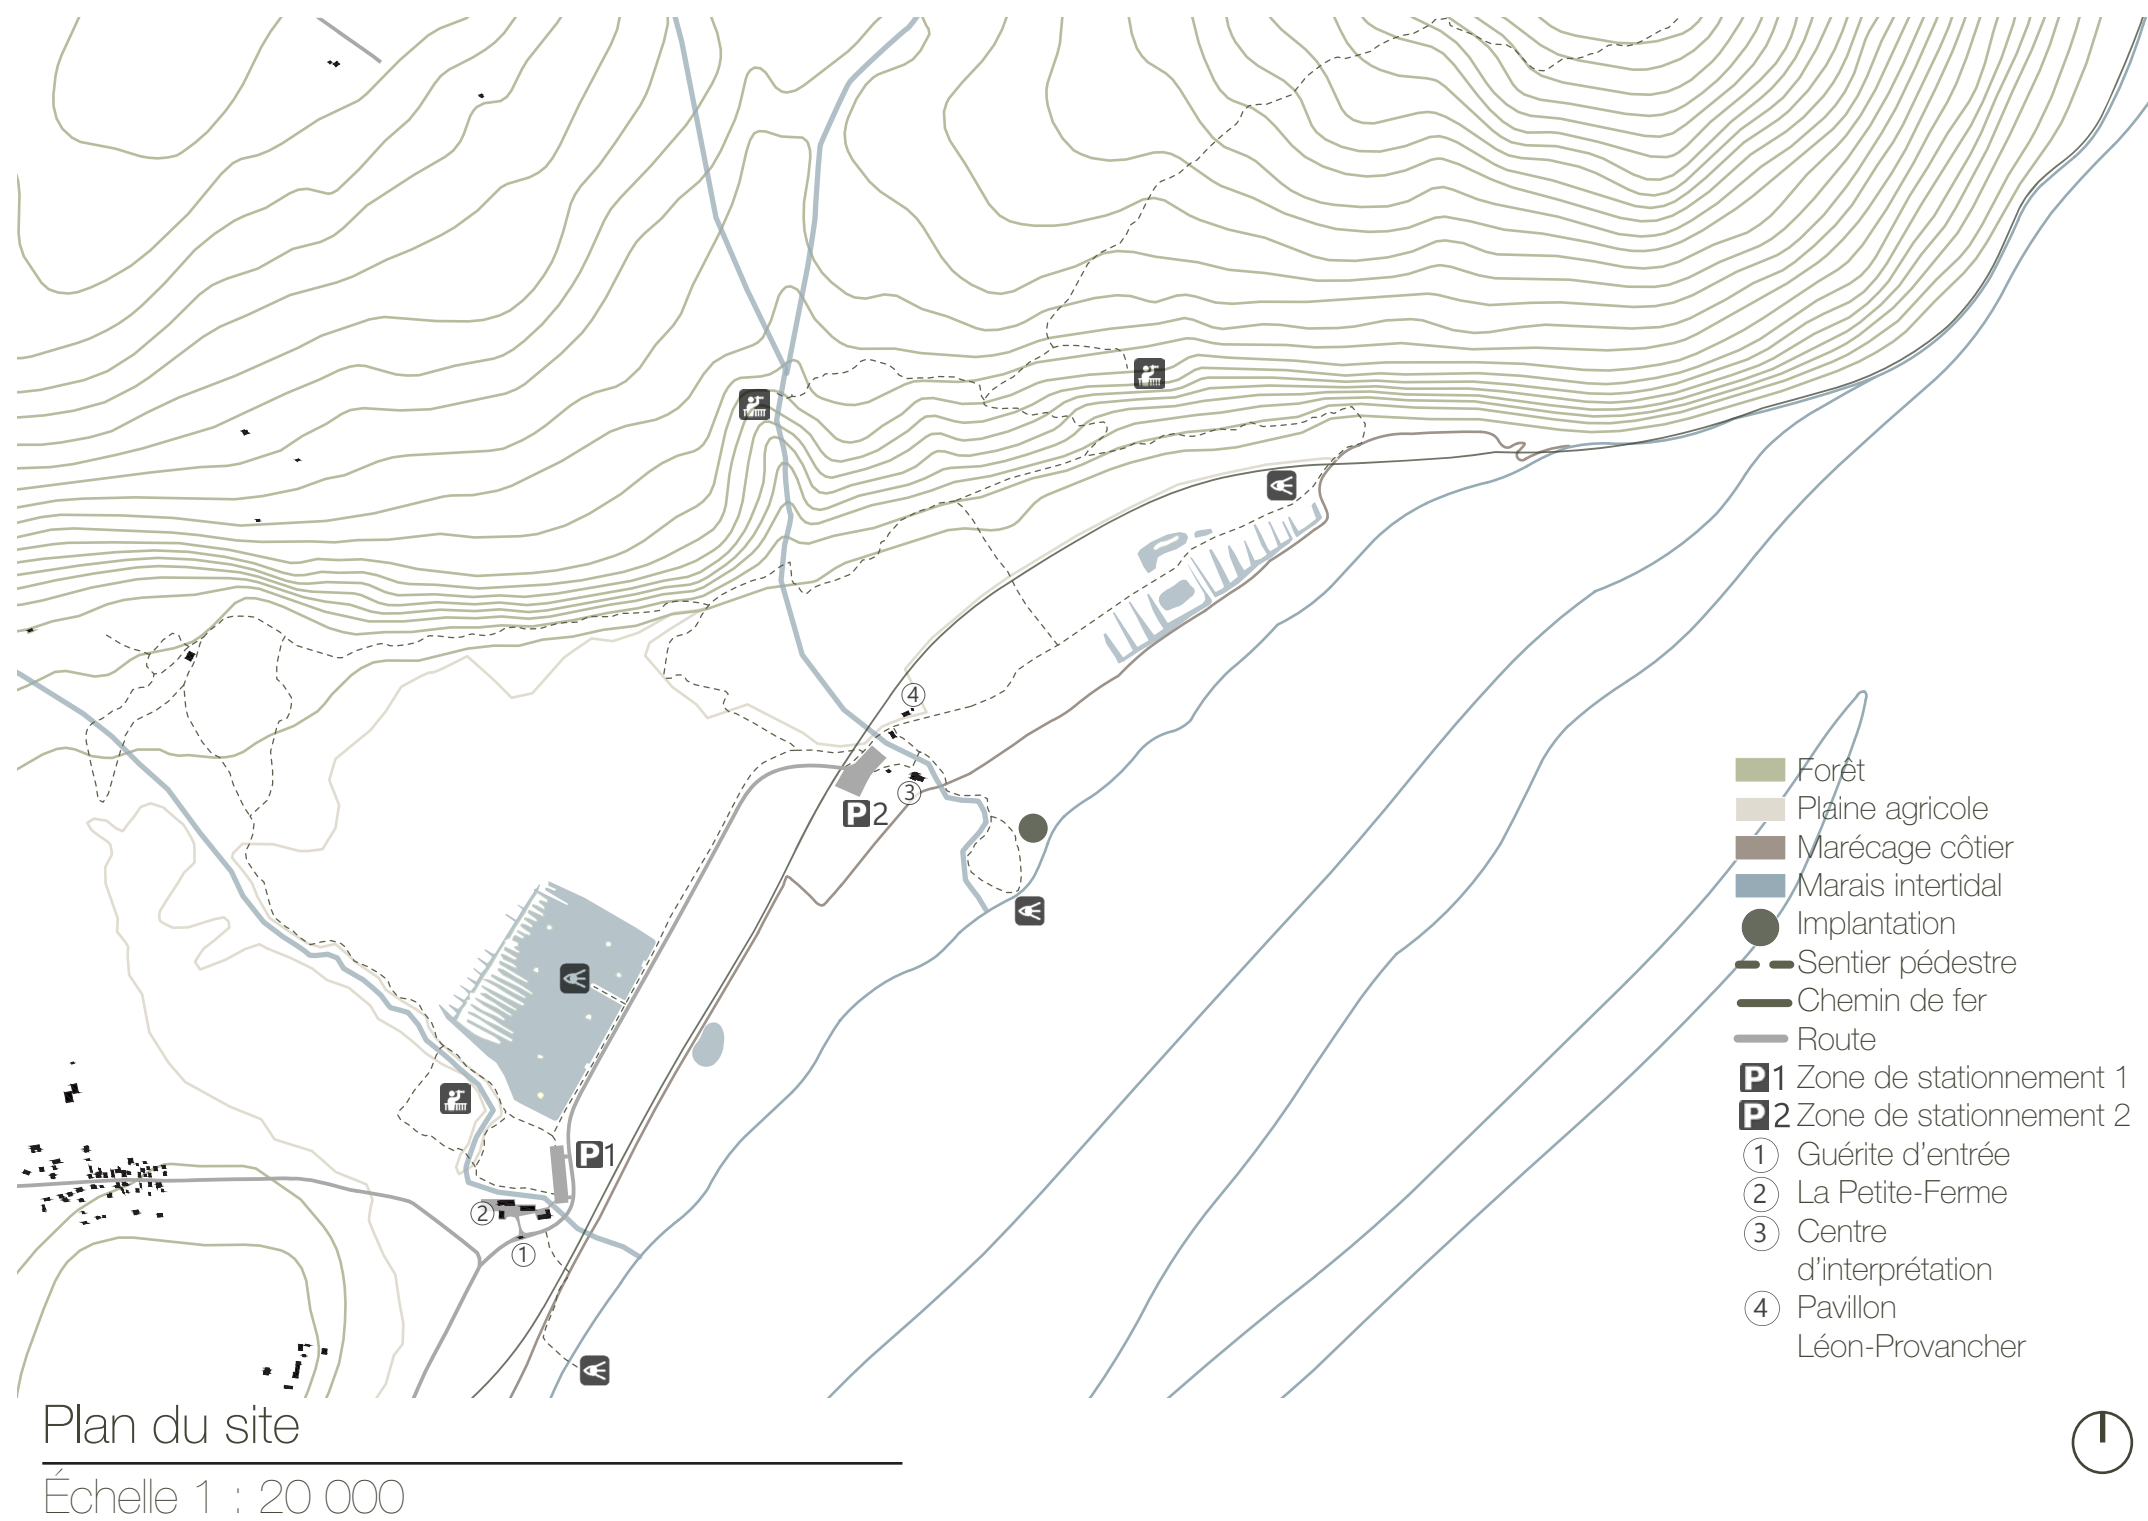 4
3
P2
P1
2
1
Forêt
Plaine agricole
Marécage côtier
Marais intertidal
Implantation
Sentier pédestre
Chemin de fer
Route
P1 Zone de stationnement 1
P2 Zone de stationnement 2
1 Guérite d'entrée
2 La Petite-Ferme
3 Centre
d'interprétation
4 Pavillon
Léon-Provancher
Plan du site
Échelle 1 : 20 000